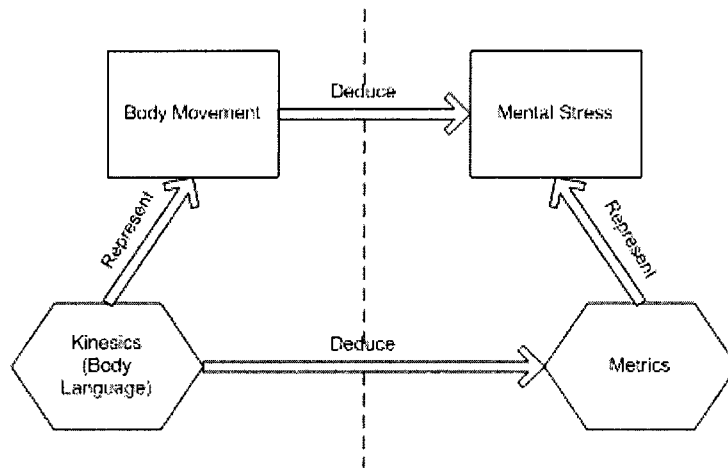 Deduce
Body Movement
Mental Stress
Represent
Represent
Kinesics
(Body
Language)
Deduce
Metrics